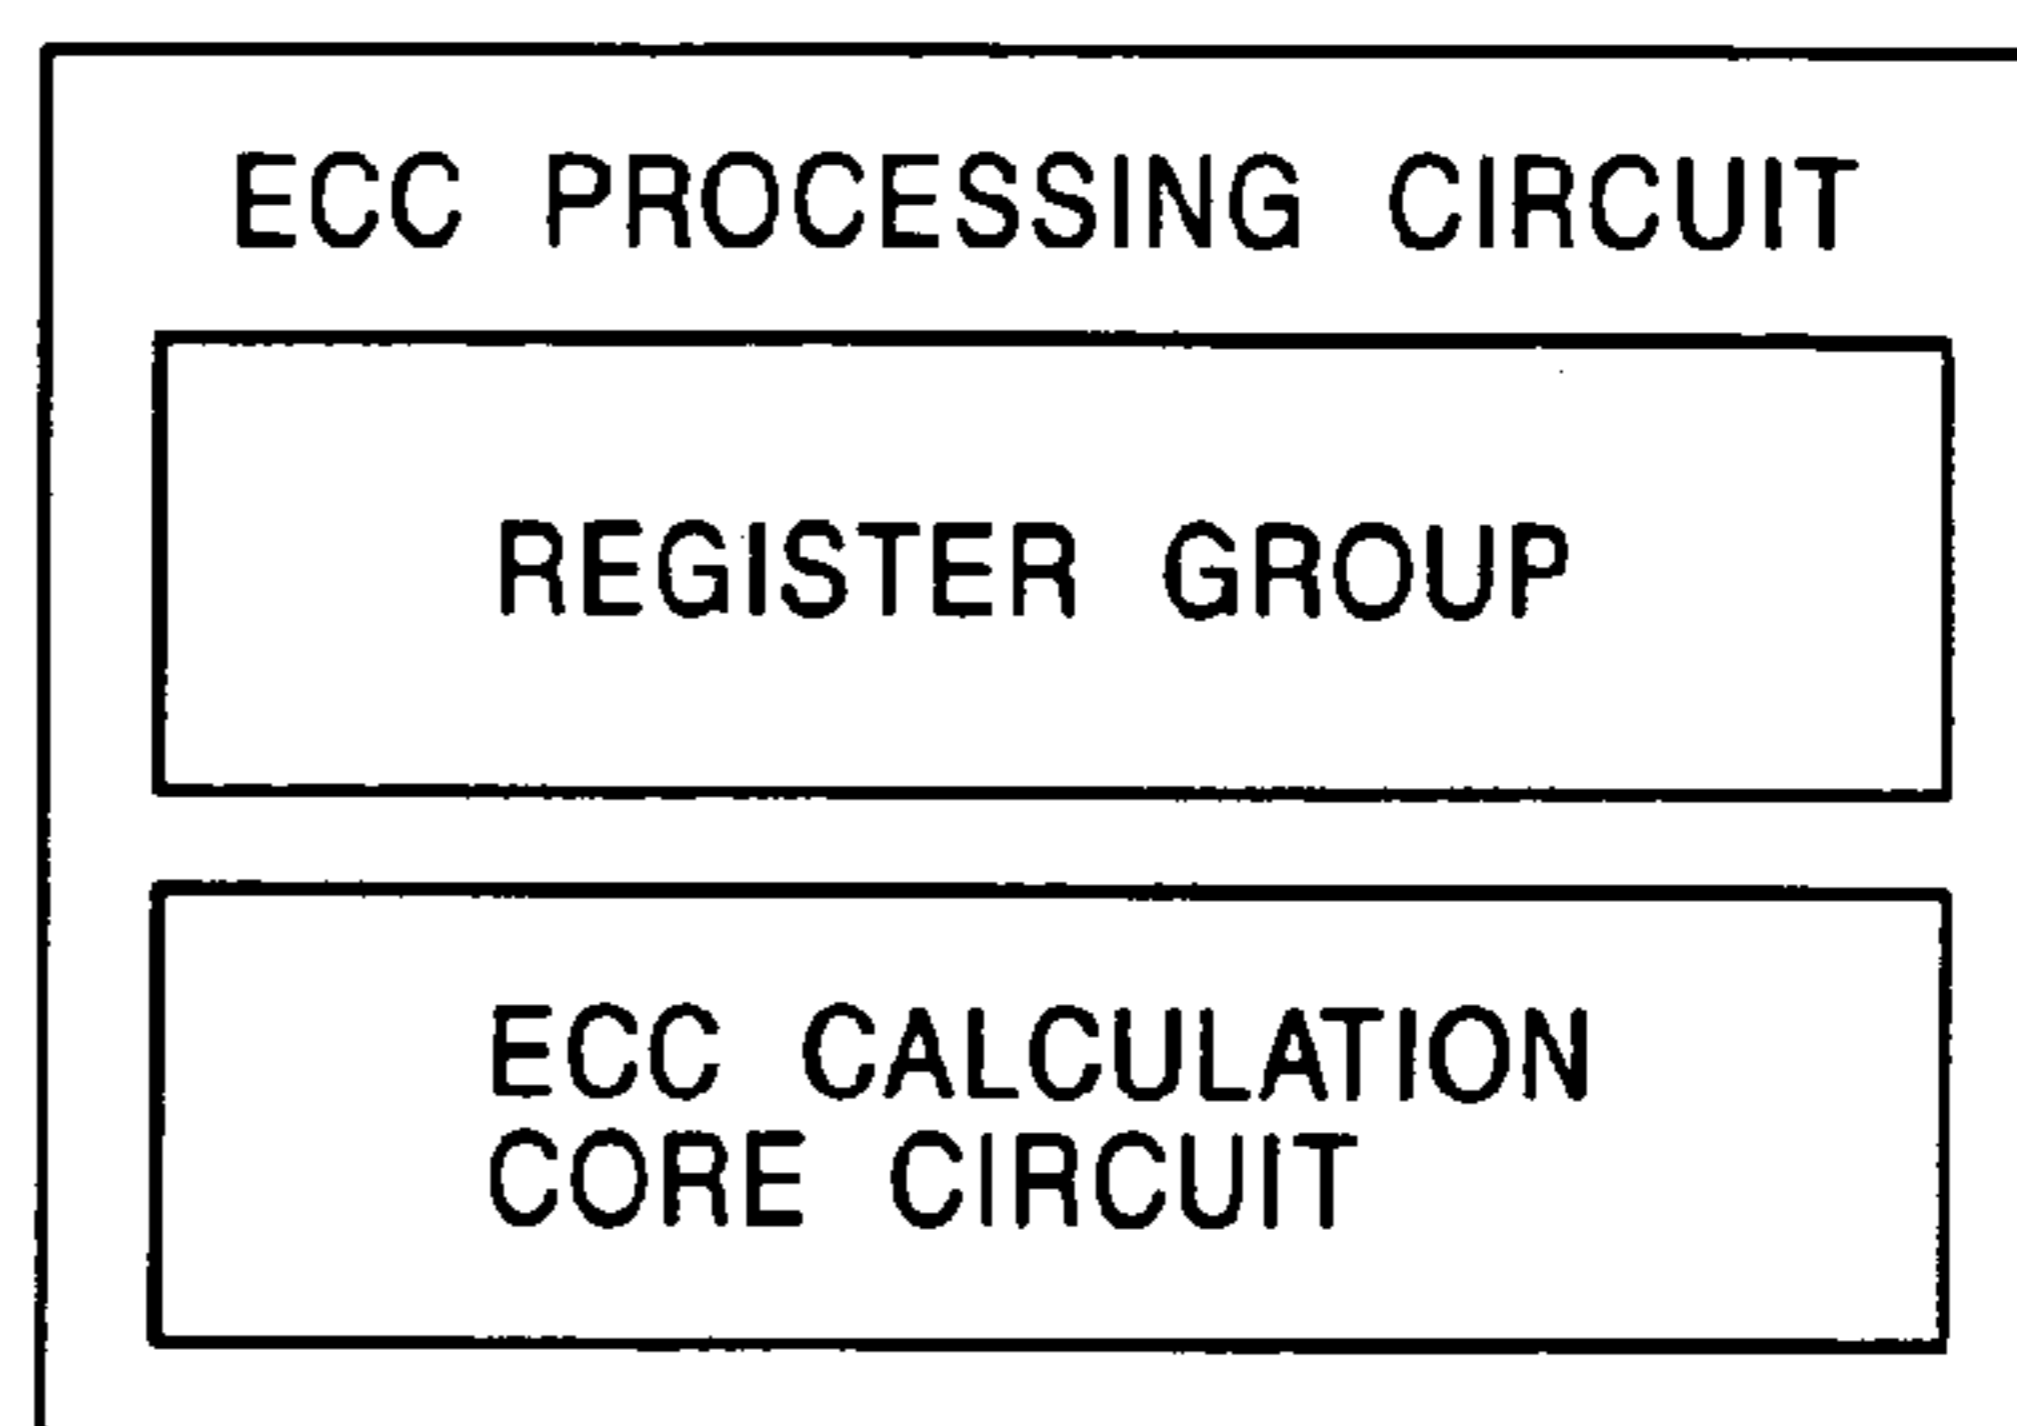 ECC PROCESSING CIRCUIT
REGISTER GROUP
ECC CALCULATION
CORE CIRCUIT